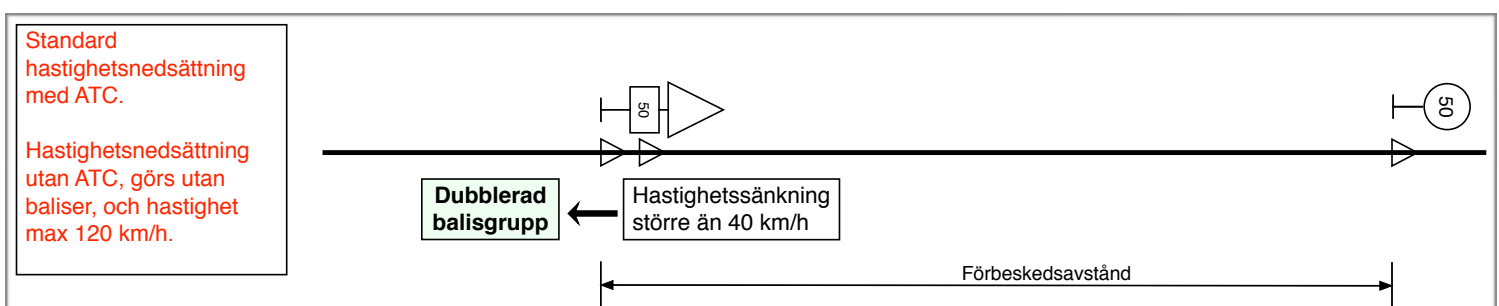 Standard
hastighetsnedsättning
med ATC.
Hastighetsnedsättning
utan ATC, görs utan
baliser, och hastighet
max 120 km/h.
50
50
Dubblerad
balisgrupp
Hastighetssänkning
större än 40 km/h
Förbeskedsavstånd